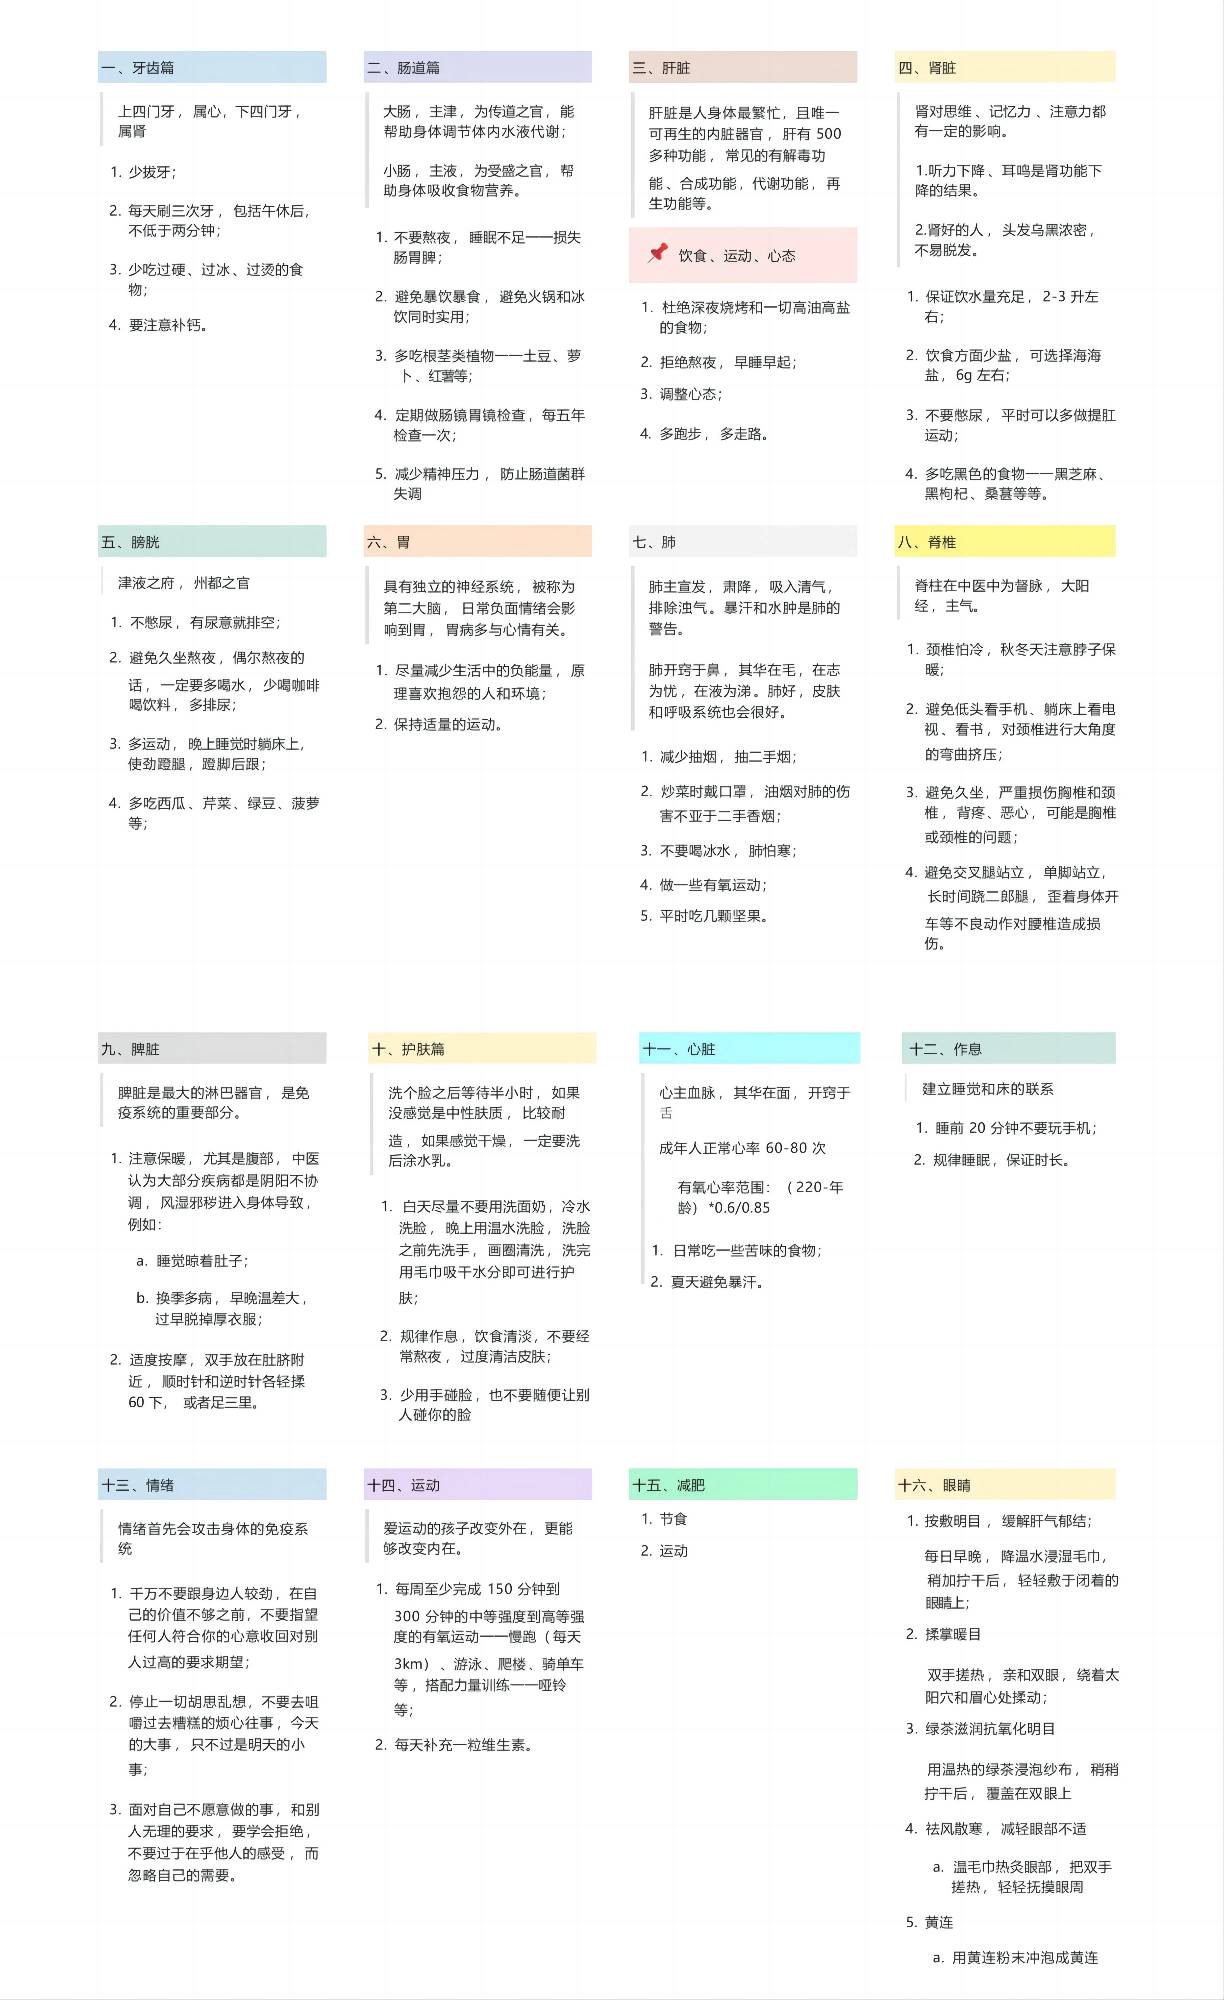 一、牙齿篇
上四门牙，属心，下四门牙，
属肾
1. 少拔牙；
2. 每天刷三次牙，包括午休后，
不低于两分钟；
3. 少吃过硬、过冰、过烫的食
物；
4. 要注意补钙。
二、肠道篇
大肠，主津，为传道之官，能
帮助身体调节体内水液代谢；
小肠，主液，为受盛之官，帮
助身体吸收食物营养。
1. 不要熬夜，睡眠不足——损失
肠胃脾；
2. 避免暴饮暴食，避免火锅和冰
饮同时实用；
3. 多吃根茎类植物——土豆、萝
卜、红薯等；
4. 定期做肠镜胃镜检查，每五年
检查一次；
5. 减少精神压力，防止肠道菌群
失调
三、肝脏
肝脏是人身体最繁忙，且唯一
可再生的内脏器官，肝有 500
多种功能，常见的有解毒功
能、合成功能，代谢功能，再
生功能等。
饮食、运动、心态
1. 杜绝深夜烧烤和一切高油高盐
的食物；
2. 拒绝熬夜，早睡早起；
3. 调整心态；
4. 多跑步，多走路。
四、肾脏
肾对思维、记忆力、注意力都
有一定的影响。
1.听力下降、耳鸣是肾功能下
降的结果。
2.肾好的人，头发乌黑浓密，
不易脱发。
1. 保证饮水量充足，2-3 升左
右；
2. 饮食方面少盐，可选择海海
盐，6g 左右；
3. 不要憋尿，平时可以多做提肛
运动；
4. 多吃黑色的食物——黑芝麻、
黑枸杞、桑葚等等。
五、膀胱
津液之府，州都之官
1. 不憋尿，有尿意就排空；
2. 避免久坐熬夜，偶尔熬夜的
话，一定要多喝水，少喝咖啡
喝饮料，多排尿；
3. 多运动，晚上睡觉时躺床上，
使劲蹬腿，蹬脚后跟；
4. 多吃西瓜、芹菜、绿豆、菠萝
等；
六、胃
具有独立的神经系统，被称为
第二大脑，日常负面情绪会影
响到胃，胃病多与心情有关。
1. 尽量减少生活中的负能量，原
理喜欢抱怨的人和环境；
2. 保持适量的运动。
七、肺
肺主宣发，肃降，吸入清气，
排除浊气。暴汗和水肿是肺的
警告。
肺开窍于鼻，其华在毛，在志
为忧，在液为涕。肺好，皮肤
和呼吸系统也会很好。
1. 减少抽烟，抽二手烟；
2. 炒菜时戴口罩，油烟对肺的伤
害不亚于二手香烟；
3. 不要喝冰水，肺怕寒；
4. 做一些有氧运动；
5. 平时吃几颗坚果。
八、脊椎
脊柱在中医中为督脉，大阳
经，主气。
1. 颈椎怕冷，秋冬天注意脖子保
暖；
2. 避免低头看手机、躺床上看电
视、看书，对颈椎进行大角度
的弯曲挤压；
3. 避免久坐，严重损伤胸椎和颈
椎，背疼、恶心，可能是胸椎
或颈椎的问题；
4. 避免交叉腿站立，单脚站立，
长时间跷二郎腿，歪着身体开
车等不良动作对腰椎造成损
伤。
九、脾脏
脾脏是最大的淋巴器官，是免
疫系统的重要部分。
1. 注意保暖，尤其是腹部，中医
认为大部分疾病都是阴阳不协
调，风湿邪秽进入身体导致，
例如：
a. 睡觉晾着肚子；
b. 换季多病，早晚温差大，
过早脱掉厚衣服；
2. 适度按摩，双手放在肚脐附
近，顺时针和逆时针各轻揉
60 下，或者足三里。
十、护肤篇
洗个脸之后等待半小时，如果
没感觉是中性肤质，比较耐
造，如果感觉干燥，一定要洗
后涂水乳。
1. 白天尽量不要用洗面奶，冷水
洗脸，晚上用温水洗脸，洗脸
之前先洗手，画圈清洗，洗完
用毛巾吸干水分即可进行护
肤；
2. 规律作息，饮食清淡，不要经
常熬夜，过度清洁皮肤；
3. 少用手碰脸，也不要随便让别
人碰你的脸
十一、心脏
心主血脉，其华在面，开窍于
舌
成年人正常心率 60-80 次
有氧心率范围：（220-年
龄）*0.6/0.85
1. 日常吃一些苦味的食物；
2. 夏天避免暴汗。
十二、作息
建立睡觉和床的联系
1. 睡前 20 分钟不要玩手机；
2. 规律睡眠，保证时长。
十三、情绪
情绪首先会攻击身体的免疫系
统
1. 千万不要跟身边人较劲，在自
己的价值不够之前，不要指望
任何人符合你的心意收回对别
人过高的要求期望；
2. 停止一切胡思乱想，不要去咀
嚼过去糟糕的烦心往事，今天
的大事，只不过是明天的小
事；
3. 面对自己不愿意做的事，和别
人无理的要求，要学会拒绝，
不要过于在乎他人的感受，而
忽略自己的需要。
十四、运动
爱运动的孩子改变外在，更能
够改变内在。
1. 每周至少完成 150 分钟到
300 分钟的中等强度到高等强
度的有氧运动——慢跑（每天
3km）、游泳、爬楼、骑单车
等，搭配力量训练——哑铃
等；
2. 每天补充一粒维生素。
十五、减肥
1. 节食
2. 运动
十六、眼睛
1. 按敷明目，缓解肝气郁结；
每日早晚，降温水浸湿毛巾，
稍加拧干后，轻轻敷于闭着的
眼睛上；
2. 揉掌暖目
双手搓热，亲和双眼，绕着太
阳穴和眉心处揉动；
3. 绿茶滋润抗氧化明目
用温热的绿茶浸泡纱布，稍稍
拧干后，覆盖在双眼上
4. 祛风散寒，减轻眼部不适
a. 温毛巾热灸眼部，把双手
搓热，轻轻抚摸眼周
5. 黄连
a. 用黄连粉末冲泡成黄连